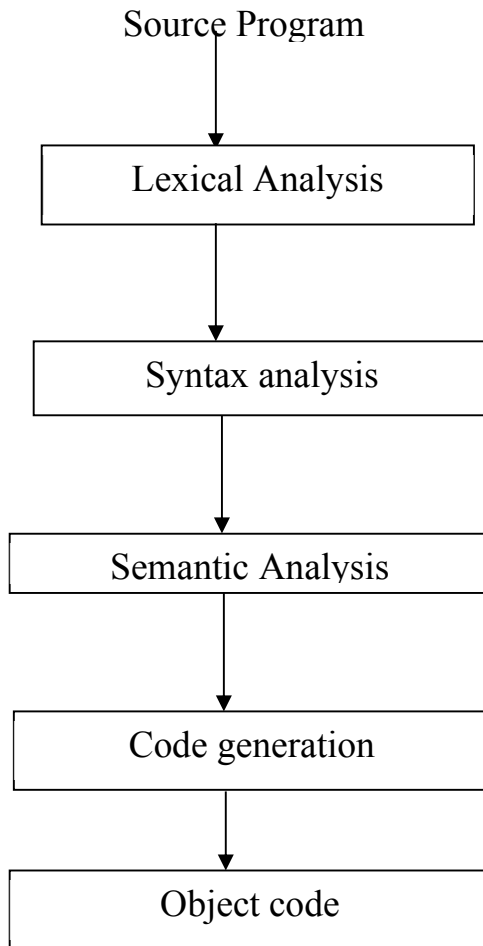 Source Program
Lexical Analysis
Syntax analysis
Semantic Analysis
Code generation
Object code